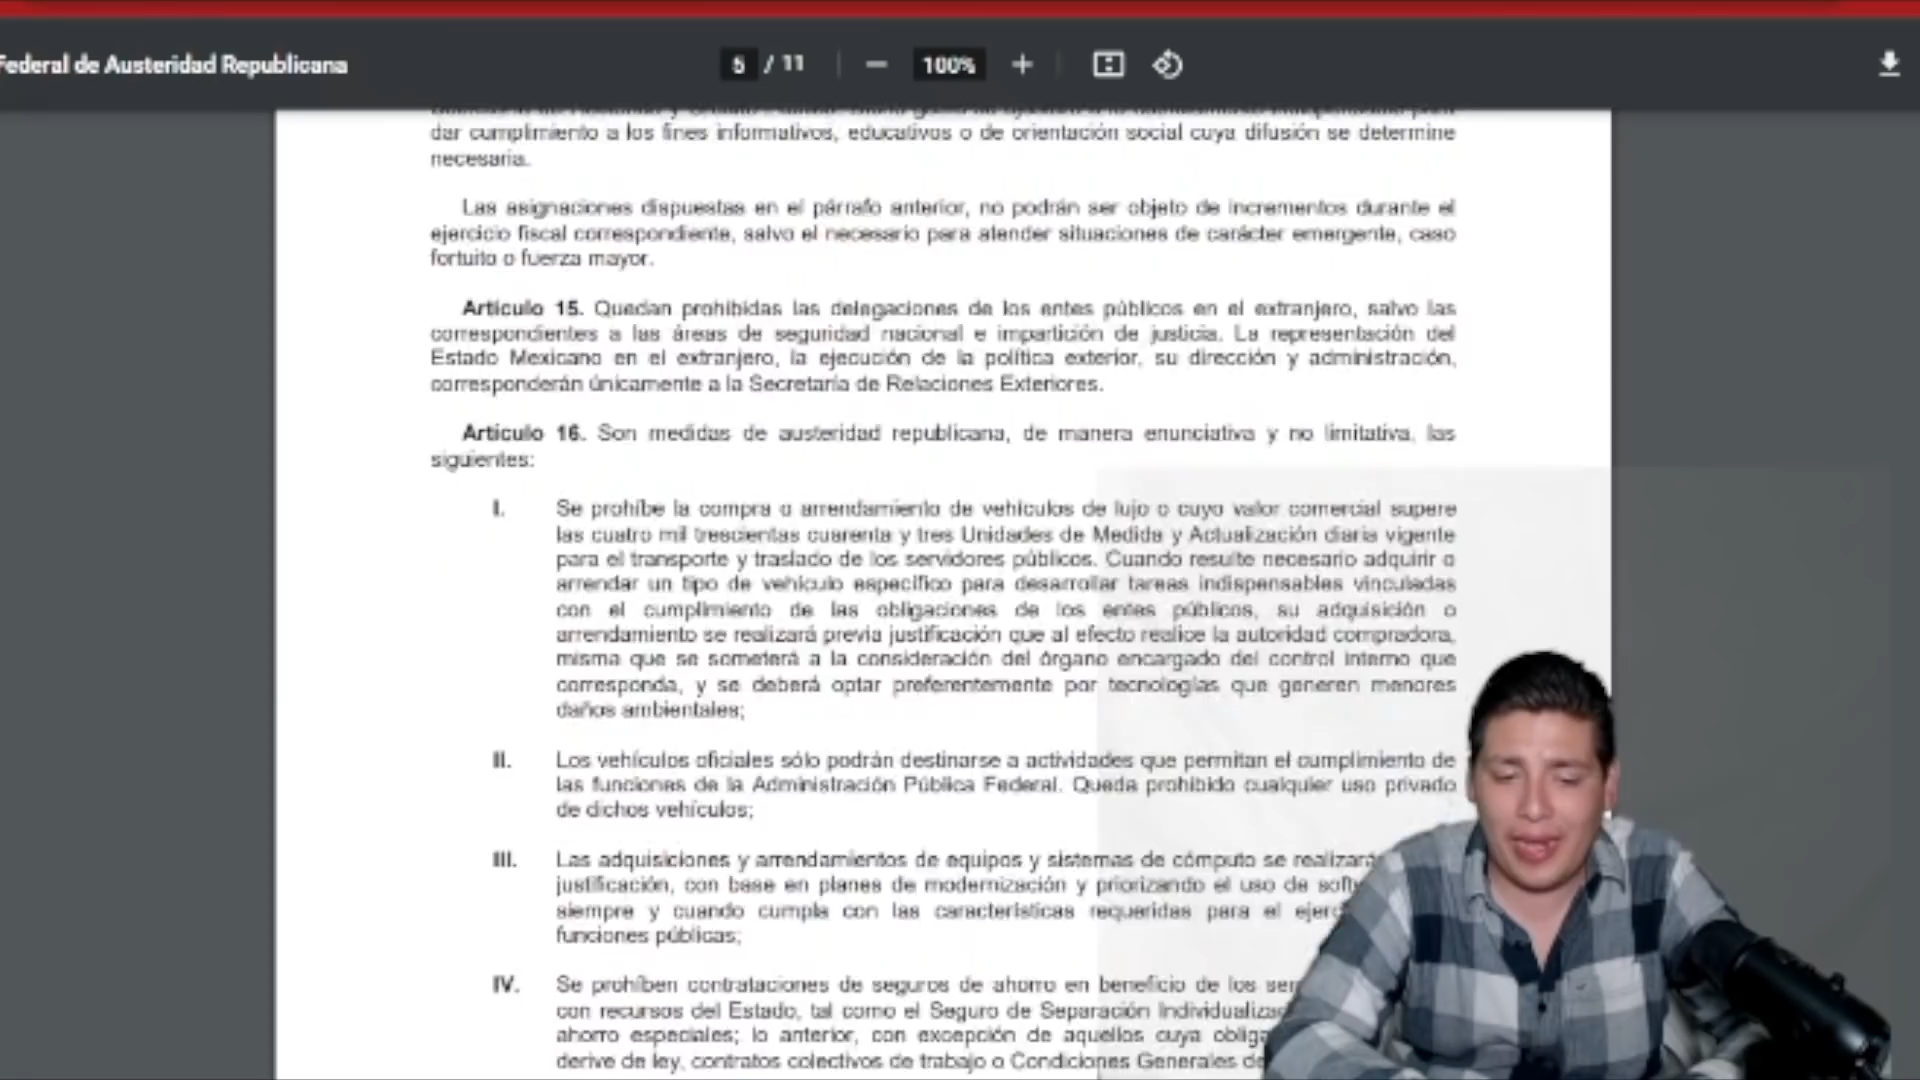 Federal de Austeridad Republicana
5 / 11
100%
dar cumplimiento a los fines informativos, educativos o de orientación social cuya difusión se determine
necesaria.
Las asignaciones dispuestas en el párrafo anterior, no podrán ser objeto de incrementos durante el
ejercicio fiscal correspondiente, salvo el necesario para atender situaciones de carácter emergente, caso
fortuito o fuerza mayor.
Artículo 15. Quedan prohibidas las delegaciones de los entes públicos en el extranjero, salvo las
correspondientes a las áreas de seguridad nacional e impartición de justicia. La representación del
Estado Mexicano en el extranjero, la ejecución de la política exterior, su dirección y administración,
corresponderán únicamente a la Secretaría de Relaciones Exteriores.
Artículo 16. Son medidas de austeridad republicana, de manera enunciativa y no limitativa, las
siguientes:
I. Se prohíbe la compra o arrendamiento de vehículos de lujo o cuyo valor comercial supere
las cuatro mil trescientas cuarenta y tres Unidades de Medida y Actualización diaria vigente
para el transporte y traslado de los servidores públicos. Cuando resulte necesario adquirir o
arrendar un tipo de vehículo específico para desarrollar tareas indispensables vinculadas
con el cumplimiento de las obligaciones de los entes públicos, su adquisición o
arrendamiento se realizará previa justificación que al efecto realice la autoridad compradora,
misma que se someterá a la consideración del órgano encargado del control interno que
corresponda, y se deberá optar preferentemente por tecnologías que generen menores
daños ambientales;
II. Los vehículos oficiales sólo podrán destinarse a actividades que permitan el cumplimiento de
las funciones de la Administración Pública Federal. Queda prohibido cualquier uso privado
de dichos vehículos;
III. Las adquisiciones y arrendamientos de equipos y sistemas de cómputo se realizará
justificación, con base en planes de modernización y priorizando el uso de soft
siempre y cuando cumpla con las características requeridas para el ejerc
funciones públicas;
IV. Se prohíben contrataciones de seguros de ahorro en beneficio de los ser
con recursos del Estado, tal como el Seguro de Separación Individualizad
ahorro especiales; lo anterior, con excepción de aquellos cuya obliga
derive de ley, contratos colectivos de trabajo o Condiciones Generales de